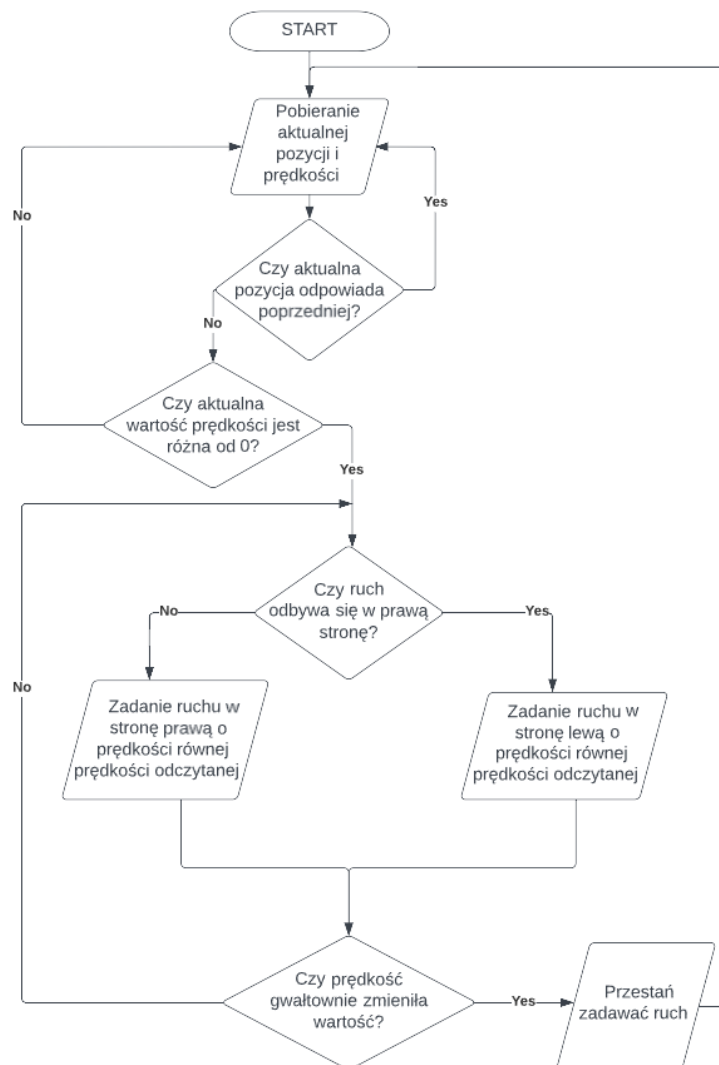 START
Pobieranie
aktualnej
pozycji i
prędkości
No
Yes
Czy aktualna
pozycja odpowiada
poprzedniej?
No
Czy aktualna
wartość prędkości jest
różna od 0?
Yes
Czy ruch
odbywa się w prawą
stronę?
No
Yes
No
Zadanie ruchu w
stronę prawą o
prędkości równej
prędkości odczytanej
Zadanie ruchu w
stronę lewą o
prędkości równej
prędkości odczytanej
Czy prędkość
gwałtownie zmieniła
wartość?
Yes
Przestań
zadawać ruch